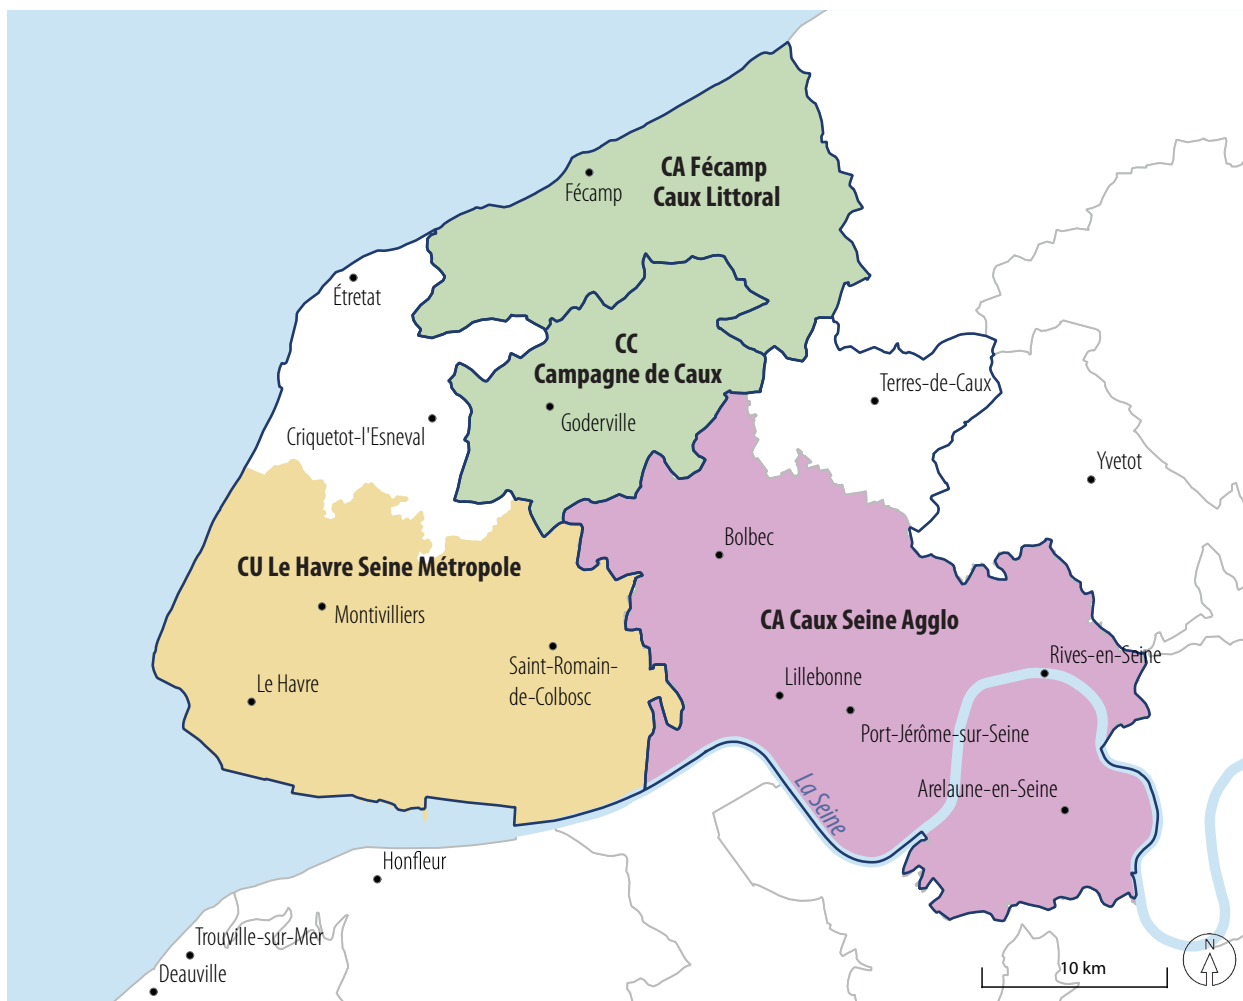 CA Fécamp
Caux Littoral
Fécamp
Étretat
CC
Campagne de Caux
Terres-de-Caux
Goderville
Criquetot-l'Esneval
Yvetot
Bolbec
CU Le Havre Seine Métropole
Montivilliers
CA Caux Seine Agglo
Rives-en-Seine
Saint-Romain-
de-Colbosc
Le Havre
Lillebonne
Port-Jérôme-sur-Seine
La Seine
Arelaune-en-Seine
Honfleur
Trouville-sur-Mer
Deauville
10 km
N